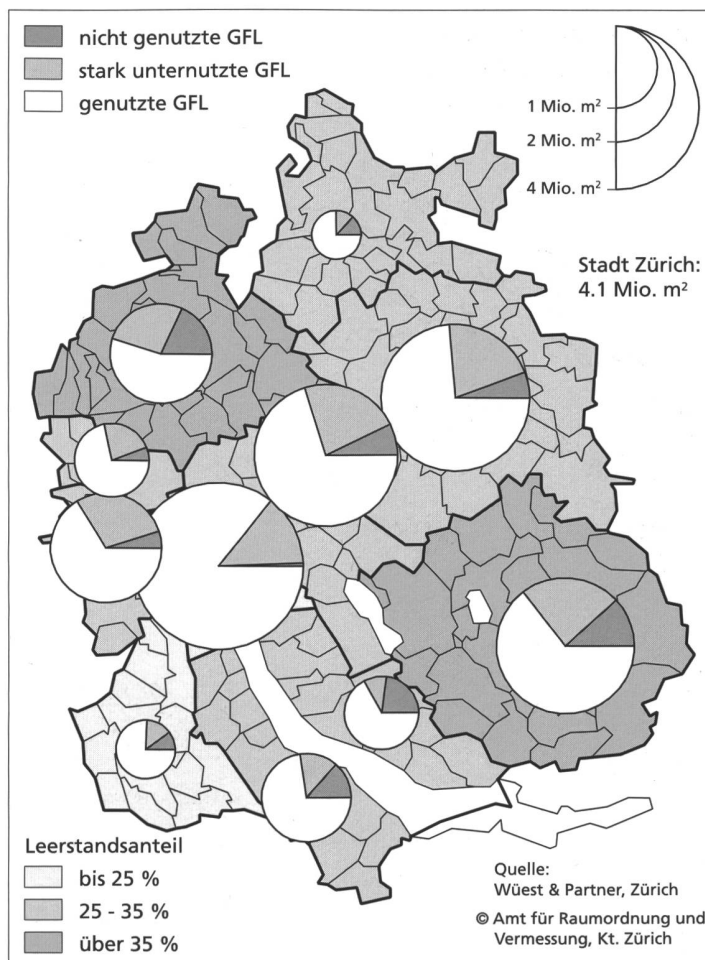 nicht genutzte GFL
stark unternutzte GFL
genutzte GFL
1 Mio. m²
2 Mio. m²
4 Mio. m²
Stadt Zürich:
4.1 Mio. m²
Leerstandsanteil
bis 25 %
25 - 35 %
über 35 %
Quelle:
Wüest & Partner, Zürich
© Amt für Raumordnung und
Vermessung, Kt. Zürich